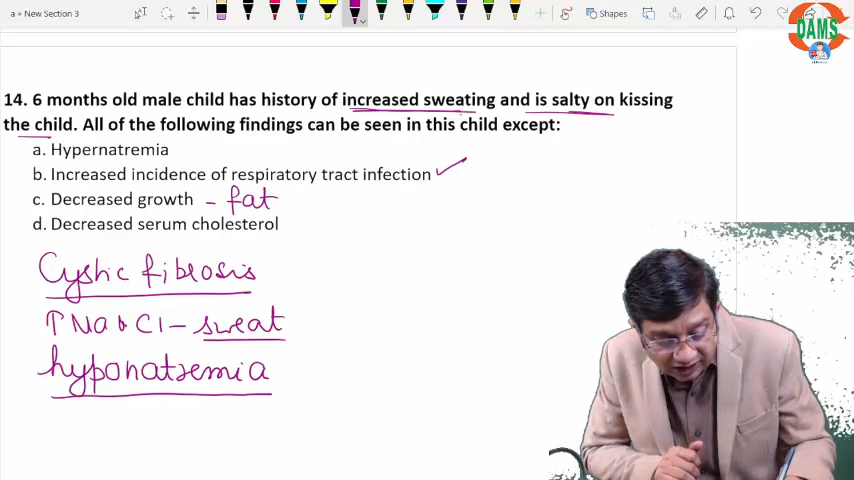 a » New Section 3
Shapes
DAMS
14. 6 months old male child has history of increased sweating and is salty on kissing
the child. All of the following findings can be seen in this child except:
a. Hypernatremia
b. Increased incidence of respiratory tract infection
c. Decreased growth - fat
d. Decreased serum cholesterol
Cystic fibrosis
↑ Na & Cl - sweat
hyponatremia